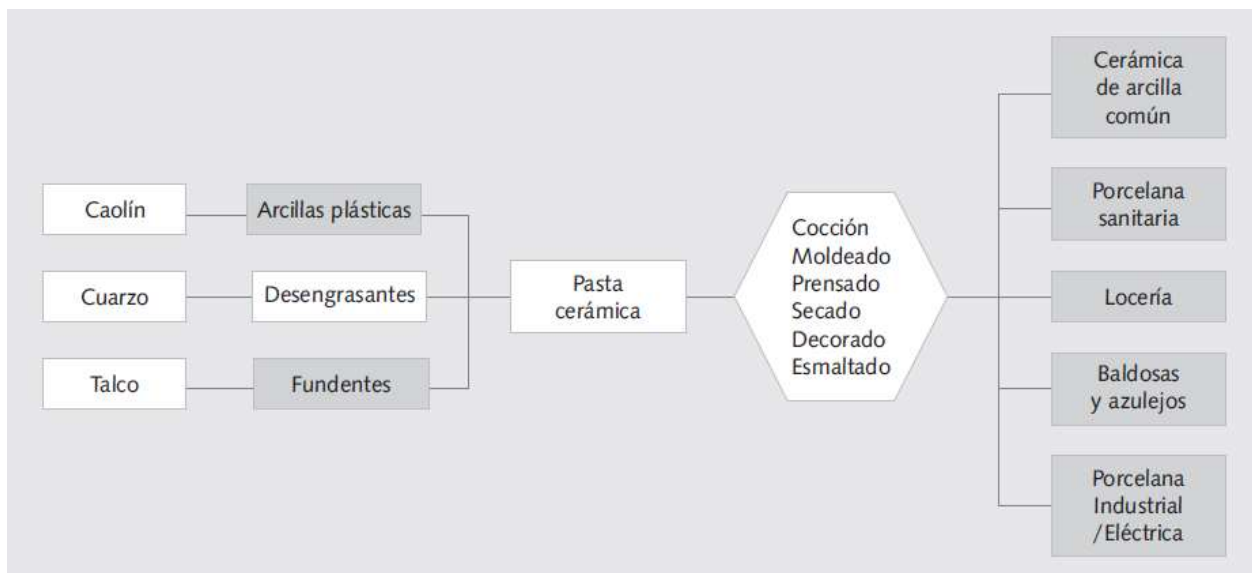 Caolín
Arcillas plásticas
Cuarzo
Desengrasantes
Talco
Fundentes
Pasta
cerámica
Cocción
Moldeado
Prensado
Secado
Decorado
Esmaltado
Cerámica
de arcilla
común
Porcelana
sanitaria
Locería
Baldosas
y azulejos
Porcelana
Industrial
/Eléctrica